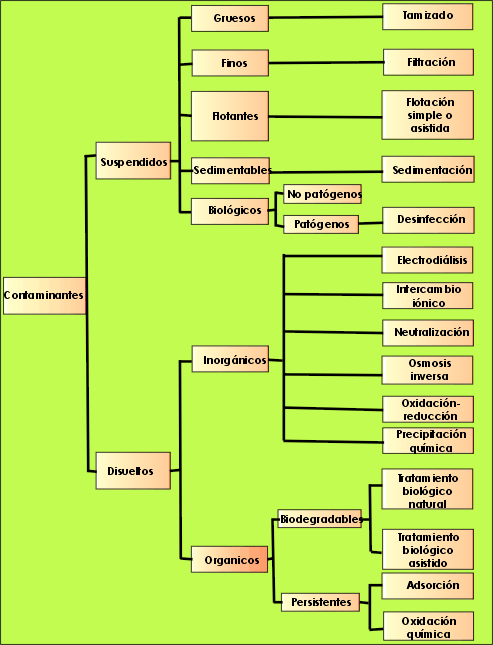 Gruesos
Tamizado
Finos
Filtración
Flotantes
Flotación
simple o
asistida
Suspendidos
Sedimentables
Sedimentación
Biológicos
No patógenos
Patógenos
Desinfección
Contaminantes
Electrodiálisis
Intercambio
iónico
Neutralización
Inorgánicos
Osmosis
inversa
Oxidación-
reducción
Precipitación
química
Disueltos
Tratamiento
biológico
natural
Biodegradables
Tratamiento
biológico
asistido
Organicos
Persistentes
Adsorción
Oxidación
química